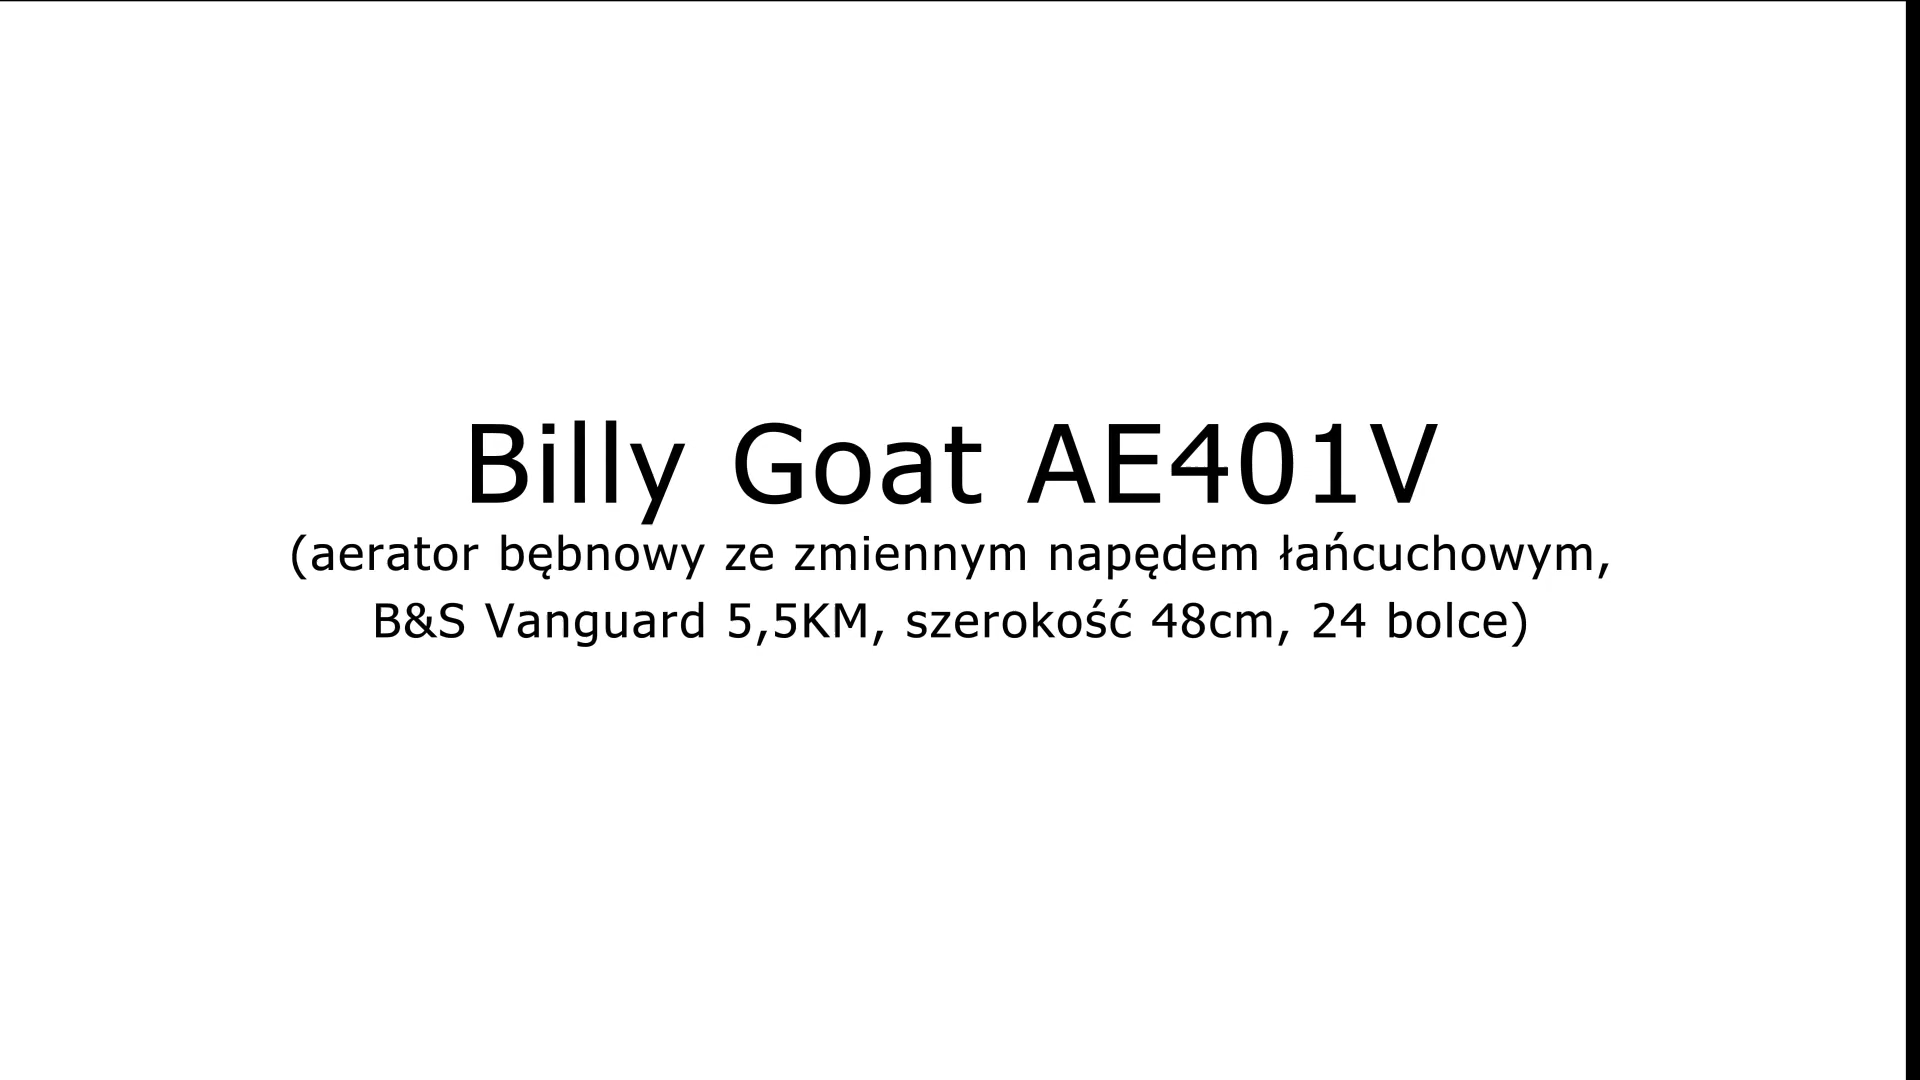 Billy Goat AE401V
(aerator bębnowy ze zmiennym napędem łańcuchowym,
B&S Vanguard 5,5KM, szerokość 48cm, 24 bolce)